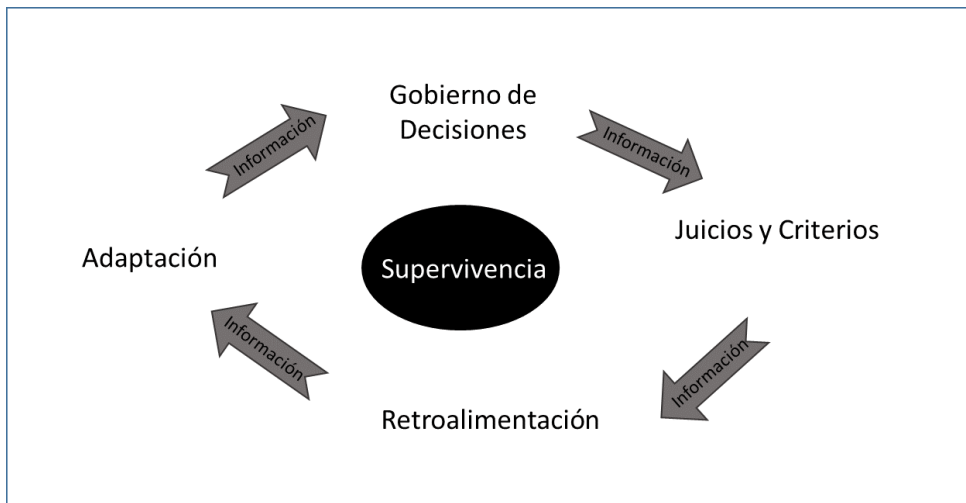 Gobierno de
Decisiones
Información
Información
Juicios y Criterios
Adaptación
Supervivencia
Información
Información
Retroalimentación